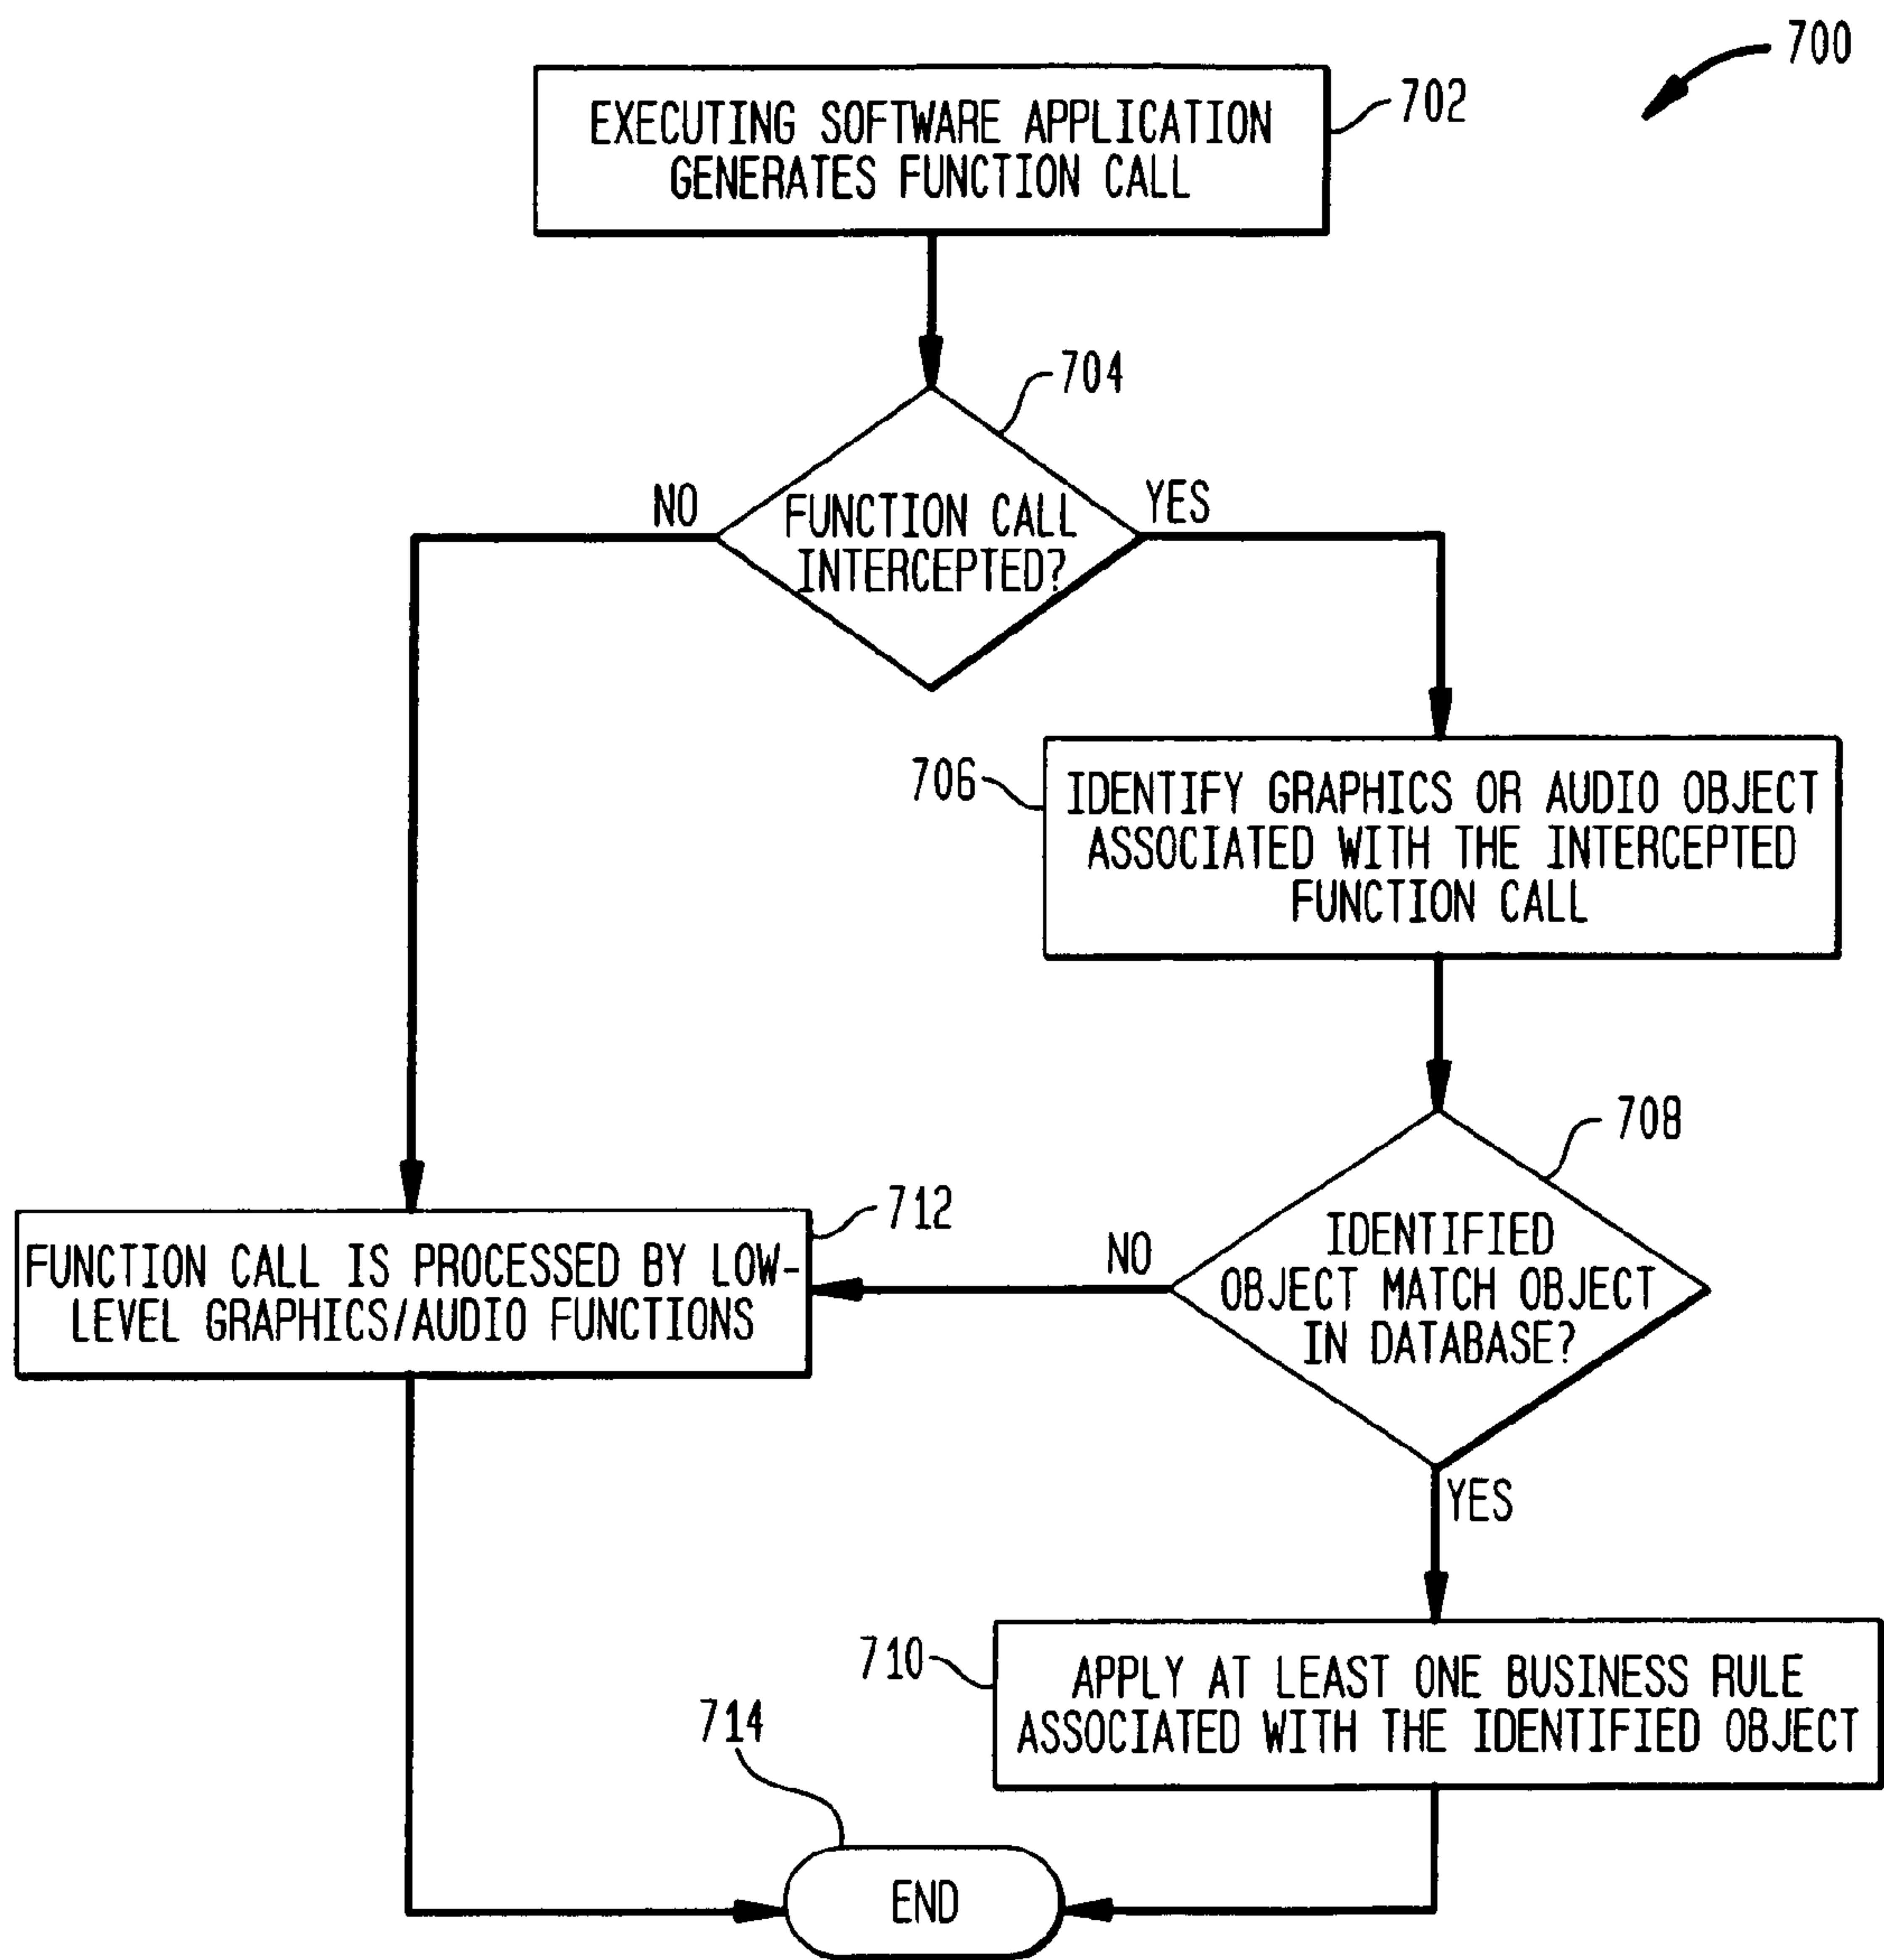 700
702
EXECUTING SOFTWARE APPLICATION
GENERATES FUNCTION CALL
704
NO
YES
FUNCTION CALL
INTERCEPTED?
706
IDENTIFY GRAPHICS OR AUDIO OBJECT
ASSOCIATED WITH THE INTERCEPTED
FUNCTION CALL
708
712
FUNCTION CALL IS PROCESSED BY LOW-
LEVEL GRAPHICS/AUDIO FUNCTIONS
NO
IDENTIFIED
OBJECT MATCH OBJECT
IN DATABASE?
YES
710
APPLY AT LEAST ONE BUSINESS RULE
ASSOCIATED WITH THE IDENTIFIED OBJECT
714
END